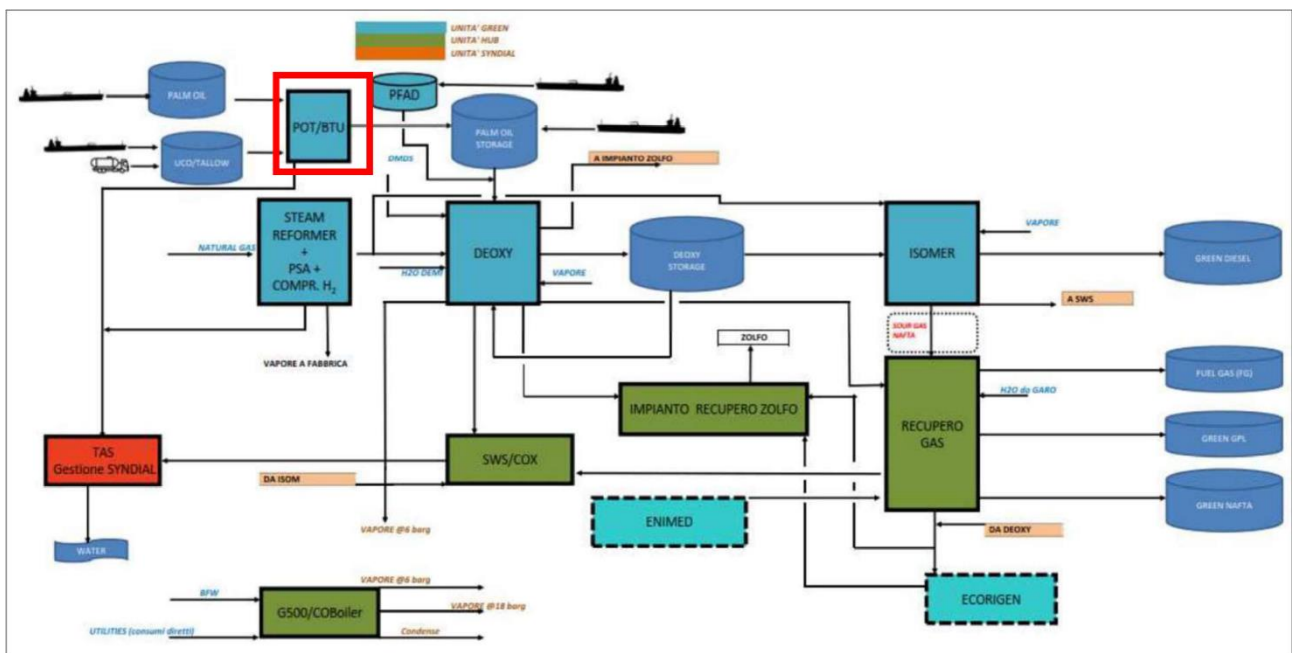 UNITA' GREEN
UNITA' HUB
UNITA' SYNDIAL
PALM OIL
POT/BTU
PFAD
PALM OIL
STORAGE
UCO/TALLOW
DMDS
A IMPIANTO ZOLFO
STEAM
REFORMER
+
PSA +
COMPR. H₂
NATURAL GAS
DEOXY
H2O DEMI
VAPORE
DEOXY
STORAGE
ISOMER
VAPORE
GREEN DIESEL
A SWS
SOUR GAS
NAFTA
VAPORE A FABBRICA
ZOLFO
IMPIANTO RECUPERO ZOLFO
RECUPERO
GAS
FUEL GAS (FG)
H2O da GARO
GREEN GPL
GREEN NAFTA
TAS
Gestione SYNDIAL
SWS/COX
DA ISOM
VAPORE @6 barg
ENIMED
DA DEOXY
WATER
ECORIGEN
BFW
G500/COBoiler
VAPORE @6 barg
VAPORE @18 barg
UTILITIES (consumi diretti)
Condense